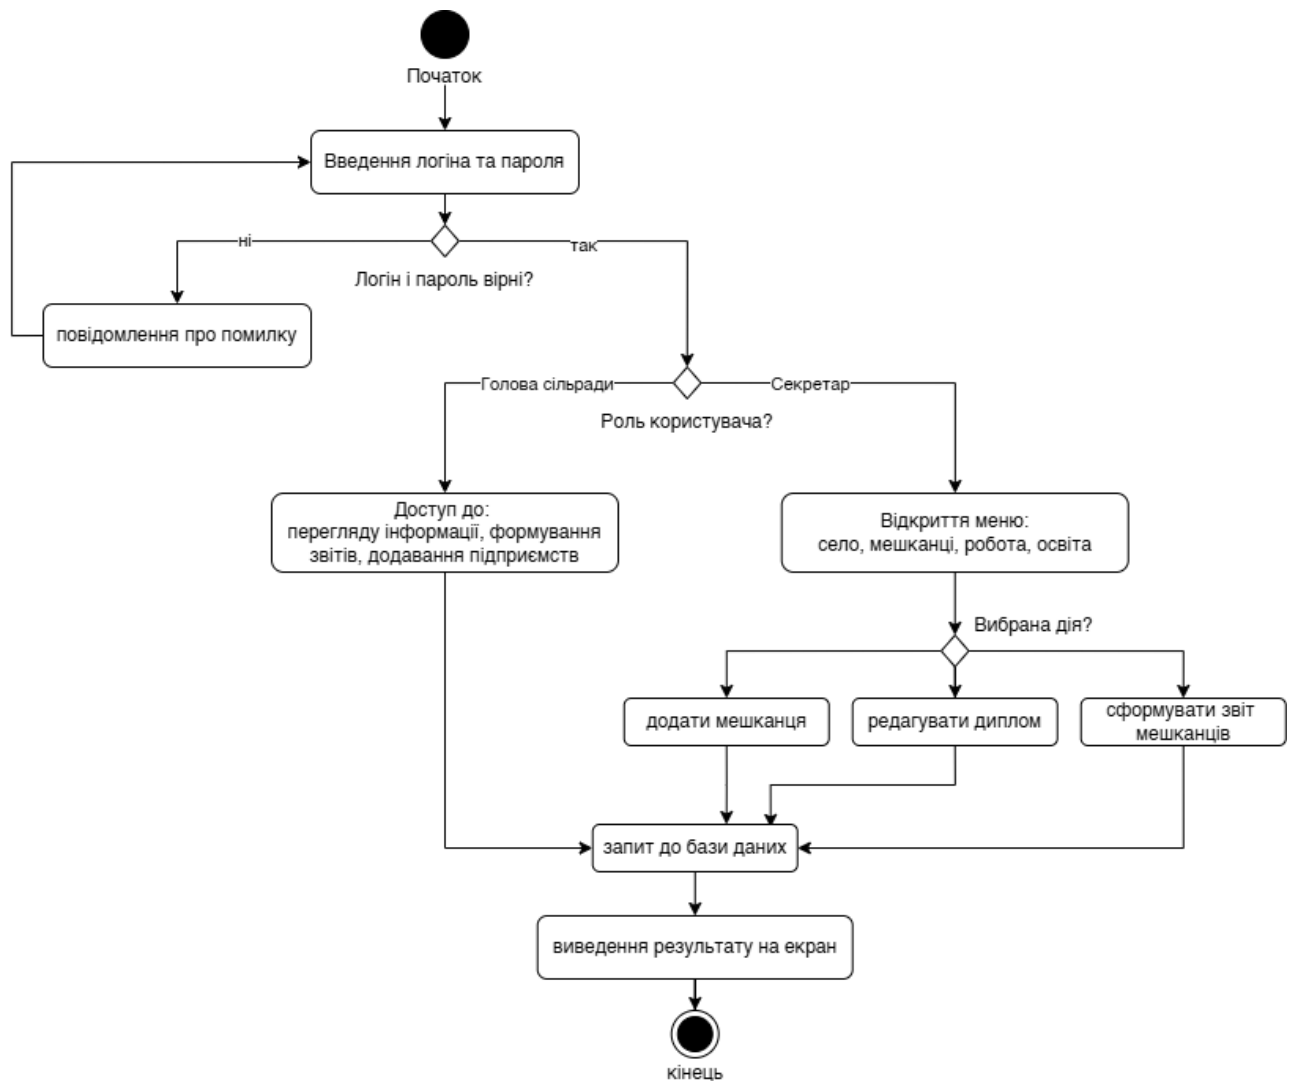 Початок
Введення логіна та пароля
ні
так
Логін і пароль вірні?
повідомлення про помилку
Голова сільради
Секретар
Роль користувача?
Доступ до:
перегляду інформації, формування
звітів, додавання підприємств
Відкриття меню:
село, мешканці, робота, освіта
Вибрана дія?
додати мешканця
редагувати диплом
сформувати звіт
мешканців
запит до бази даних
виведення результату на екран
кінець